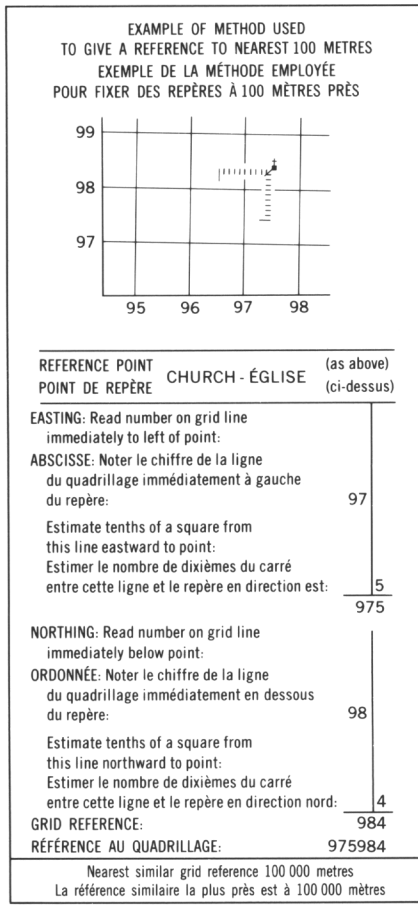 EXAMPLE OF METHOD USED
TO GIVE A REFERENCE TO NEAREST 100 METRES
EXEMPLE DE LA MÉTHODE EMPLOYÉE
POUR FIXER DES REPÈRES À 100 MÈTRES PRÈS
99
98
97
95 96 97 98
REFERENCE POINT CHURCH - ÉGLISE (as above)
POINT DE REPÈRE (ci-dessus)
EASTING: Read number on grid line
immediately to left of point:
ABSCISSE: Noter le chiffre de la ligne
du quadrillage immédiatement à gauche
du repère: 97
Estimate tenths of a square from
this line eastward to point:
Estimer le nombre de dixièmes du carré
entre cette ligne et le repère en direction est: 5
975
NORTHING: Read number on grid line
immediately below point:
ORDONNÉE: Noter le chiffre de la ligne
du quadrillage immédiatement en dessous
du repère: 98
Estimate tenths of a square from
this line northward to point:
Estimer le nombre de dixièmes du carré
entre cette ligne et le repère en direction nord: 4
GRID REFERENCE: 984
RÉFÉRENCE AU QUADRILLAGE: 975984
Nearest similar grid reference 100 000 metres
La référence similaire la plus près est à 100 000 mètres